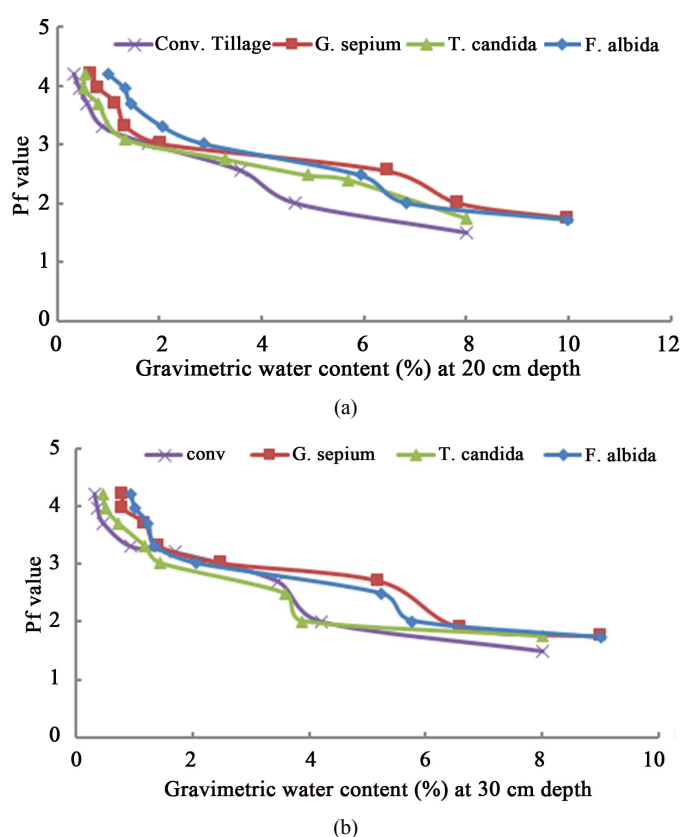 5
4
3
2
1
0
Pf value
Conv. Tillage G. sepium T. candida F. albida
0 2 4 6 8 10 12
Gravimetric water content (%) at 20 cm depth
(a)
5
4
3
2
1
0
Pf value
conv G. sepium T. candida F. albida
0 2 4 6 8 10
Gravimetric water content (%) at 30 cm depth
(b)